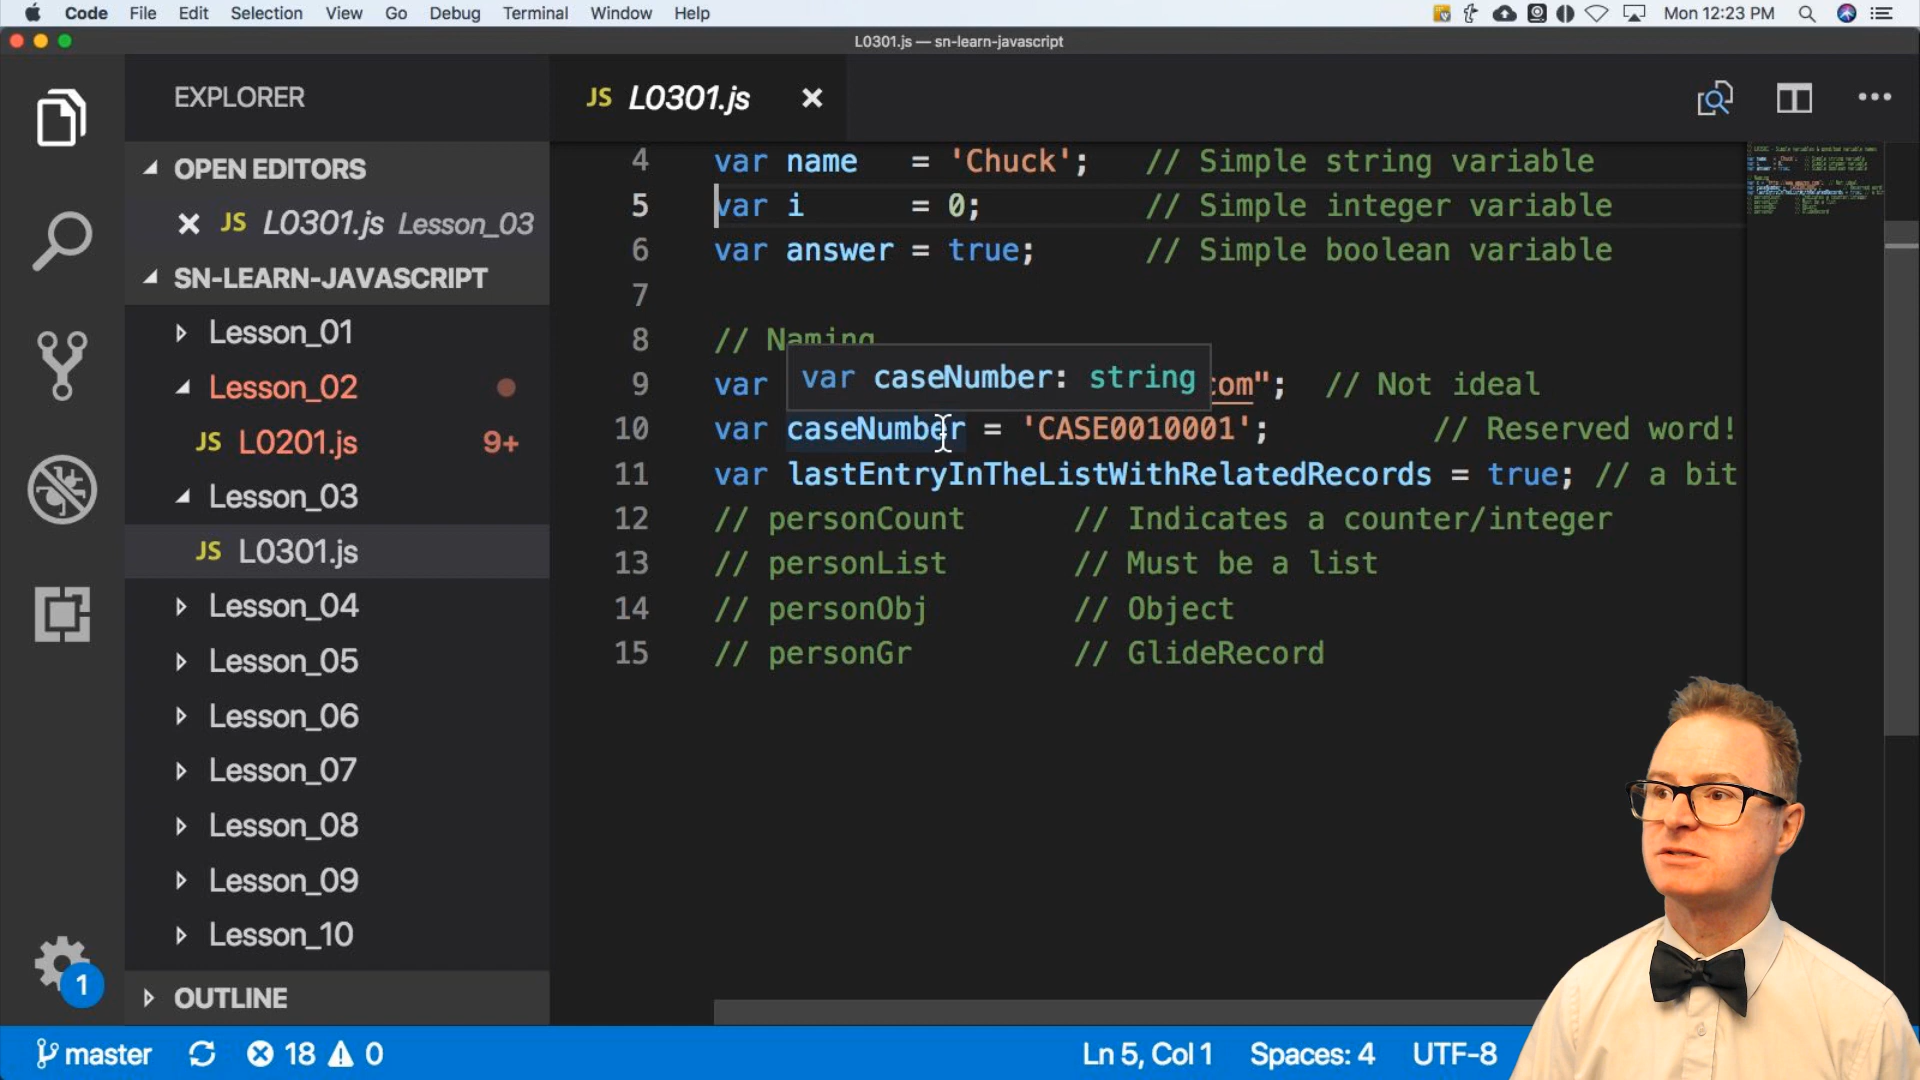 Code File Edit Selection View Go Debug Terminal Window Help Mon 12:23 PM
L0301.js — sn-learn-javascript
EXPLORER
JS L0301.js
OPEN EDITORS
JS L0301.js Lesson_03
SN-LEARN-JAVASCRIPT
Lesson_01
Lesson_02
JS L0201.js 9+
Lesson_03
JS L0301.js
Lesson_04
Lesson_05
Lesson_06
Lesson_07
Lesson_08
Lesson_09
Lesson_10
OUTLINE
4 var name = 'Chuck'; // Simple string variable
5 var i = 0; // Simple integer variable
6 var answer = true; // Simple boolean variable
7
8 // Naming
var caseNumber: string
9 var com"; // Not ideal
10 var caseNumber = 'CASE0010001'; // Reserved word!
11 var lastEntryInTheListWithRelatedRecords = true; // a bit
12 // personCount // Indicates a counter/integer
13 // personList // Must be a list
14 // personObj // Object
15 // personGr // GlideRecord
1
master 18 0 Ln 5, Col 1 Spaces: 4 UTF-8